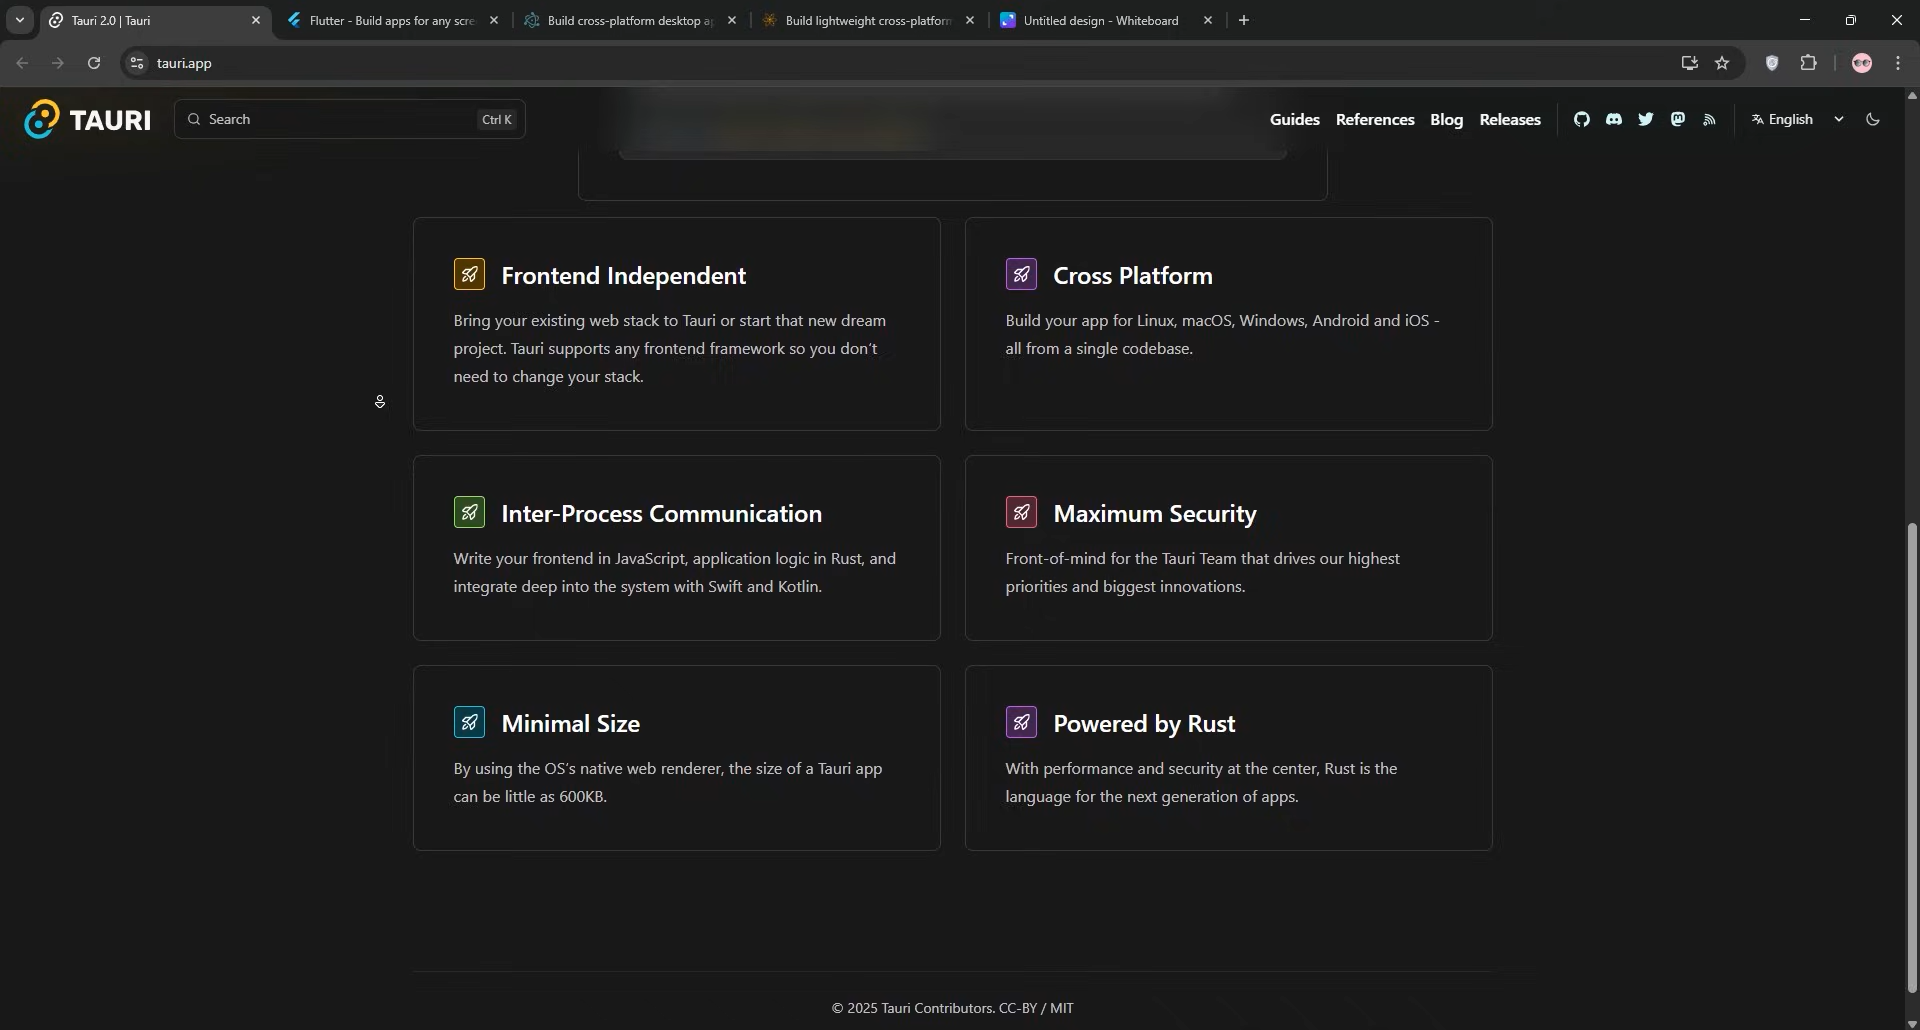 Tauri 2.0 | Tauri
Flutter - Build apps for any scre
Build cross-platform desktop a
Build lightweight cross-platform
Untitled design - Whiteboard
tauri.app
TAURI
Search
Ctrl K
Guides
References
Blog
Releases
English
Frontend Independent
Bring your existing web stack to Tauri or start that new dream
project. Tauri supports any frontend framework so you don’t
need to change your stack.
Cross Platform
Build your app for Linux, macOS, Windows, Android and iOS -
all from a single codebase.
Inter-Process Communication
Write your frontend in JavaScript, application logic in Rust, and
integrate deep into the system with Swift and Kotlin.
Maximum Security
Front-of-mind for the Tauri Team that drives our highest
priorities and biggest innovations.
Minimal Size
By using the OS’s native web renderer, the size of a Tauri app
can be little as 600KB.
Powered by Rust
With performance and security at the center, Rust is the
language for the next generation of apps.
© 2025 Tauri Contributors. CC-BY / MIT